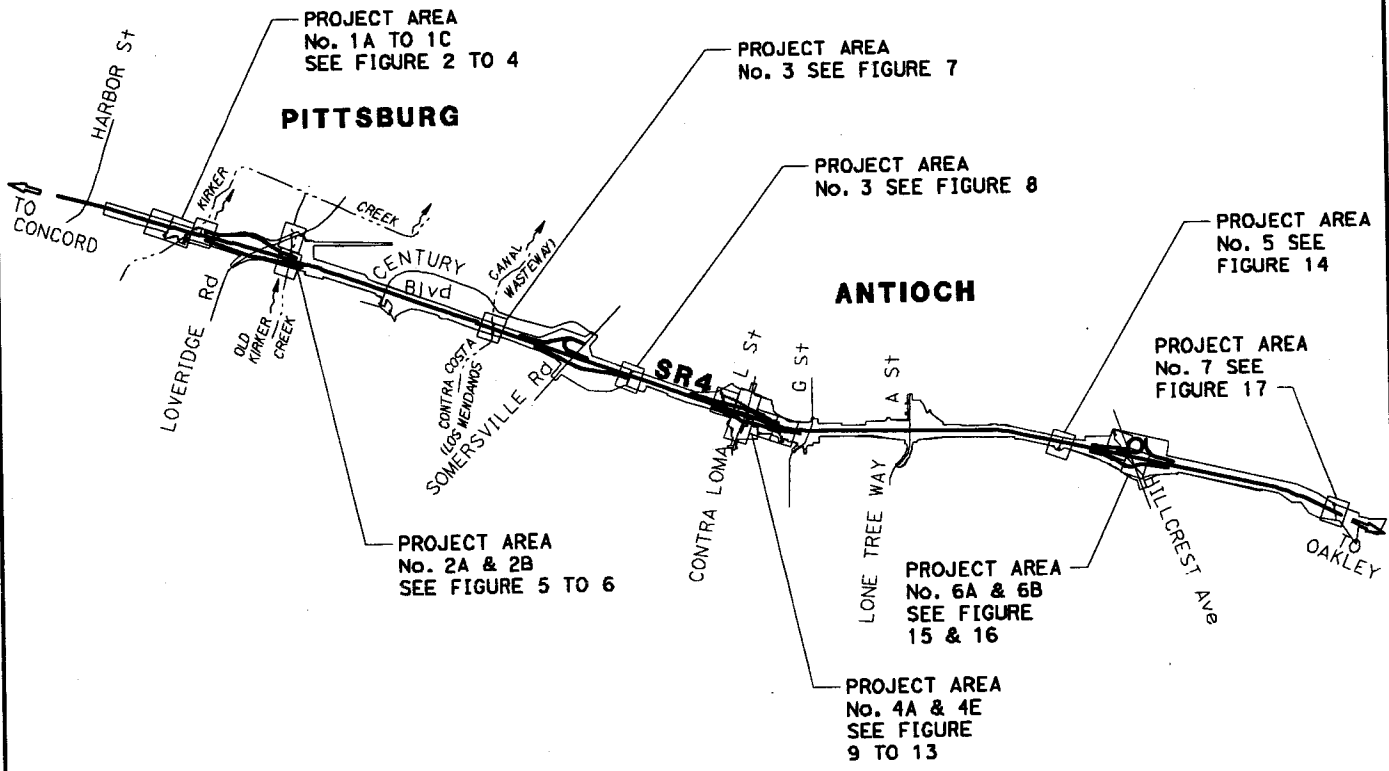 PROJECT AREA
No. 1A TO 1C
SEE FIGURE 2 TO 4
HARBOR St
PITTSBURG
PROJECT AREA
No. 3 SEE FIGURE 7
PROJECT AREA
No. 3 SEE FIGURE 8
PROJECT AREA
No. 5 SEE
FIGURE 14
PROJECT AREA
No. 7 SEE
FIGURE 17
ANTIOCH
TO
CONCORD
KIRKER
CREEK
LOVERIDGE Rd
OLD
KIRKER
CREEK
CENTURY
Blvd
CANAL
WASTEWAY)
CONTRA COSTA
(LOS MENDANOS
SOMERSVILLE Rd
SR4
L St
G St
A St
CONTRA LOMA
LONE TREE WAY
HILLCREST Ave
TO
OAKLEY
PROJECT AREA
No. 2A & 2B
SEE FIGURE 5 TO 6
PROJECT AREA
No. 6A & 6B
SEE FIGURE
15 & 16
PROJECT AREA
No. 4A & 4E
SEE FIGURE
9 TO 13